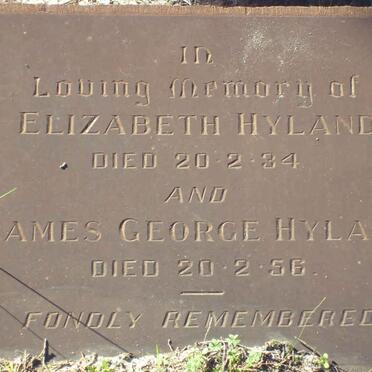 In
Loving Memory of
ELIZABETH HYLAND
DIED 20·2·34
AND
AMES GEORGE HYLA
DIED 20·2·56.
FONDLY REMEMBERED